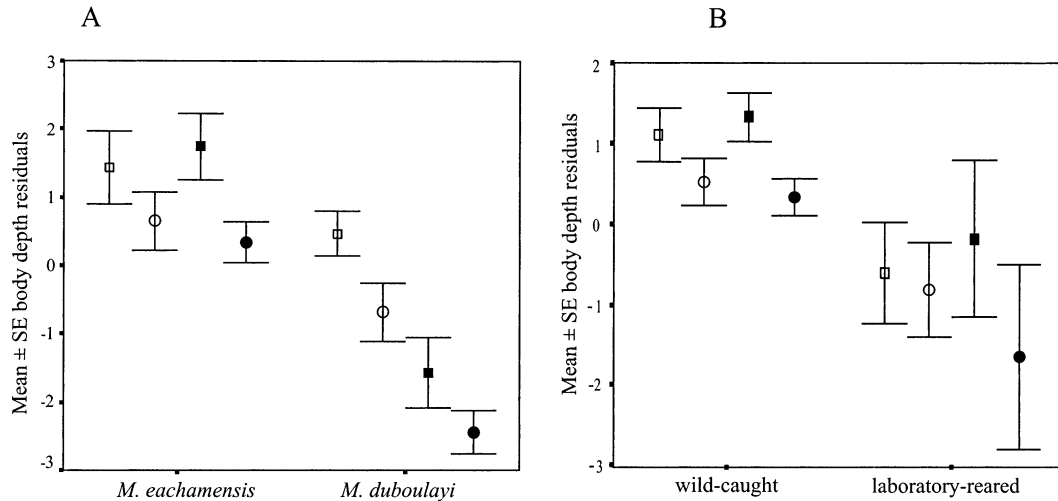 A
Mean ± SE body depth residuals
3
2
1
0
-1
-2
-3
M. eachamensis M. duboulayi
B
Mean ± SE body depth residuals
2
1
0
-1
-2
-3
wild-caught laboratory-reared